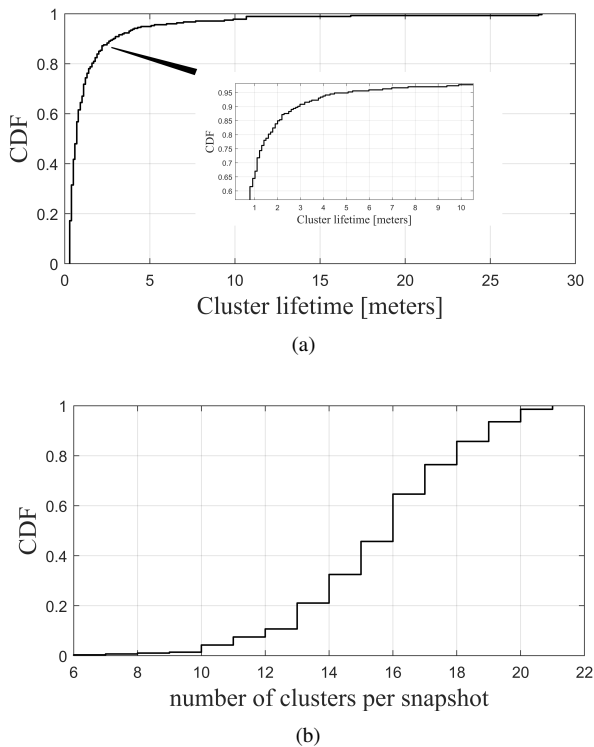 1
0.8
0.6
0.4
0.2
0
CDF
0.95
0.9
0.85
0.8
0.75
0.7
0.65
0.6
CDF
1 2 3 4 5 6 7 8 9 10
Cluster lifetime [meters]
0 5 10 15 20 25 30
Cluster lifetime [meters]
(a)
1
0.8
0.6
0.4
0.2
0
CDF
6 8 10 12 14 16 18 20 22
number of clusters per snapshot
(b)